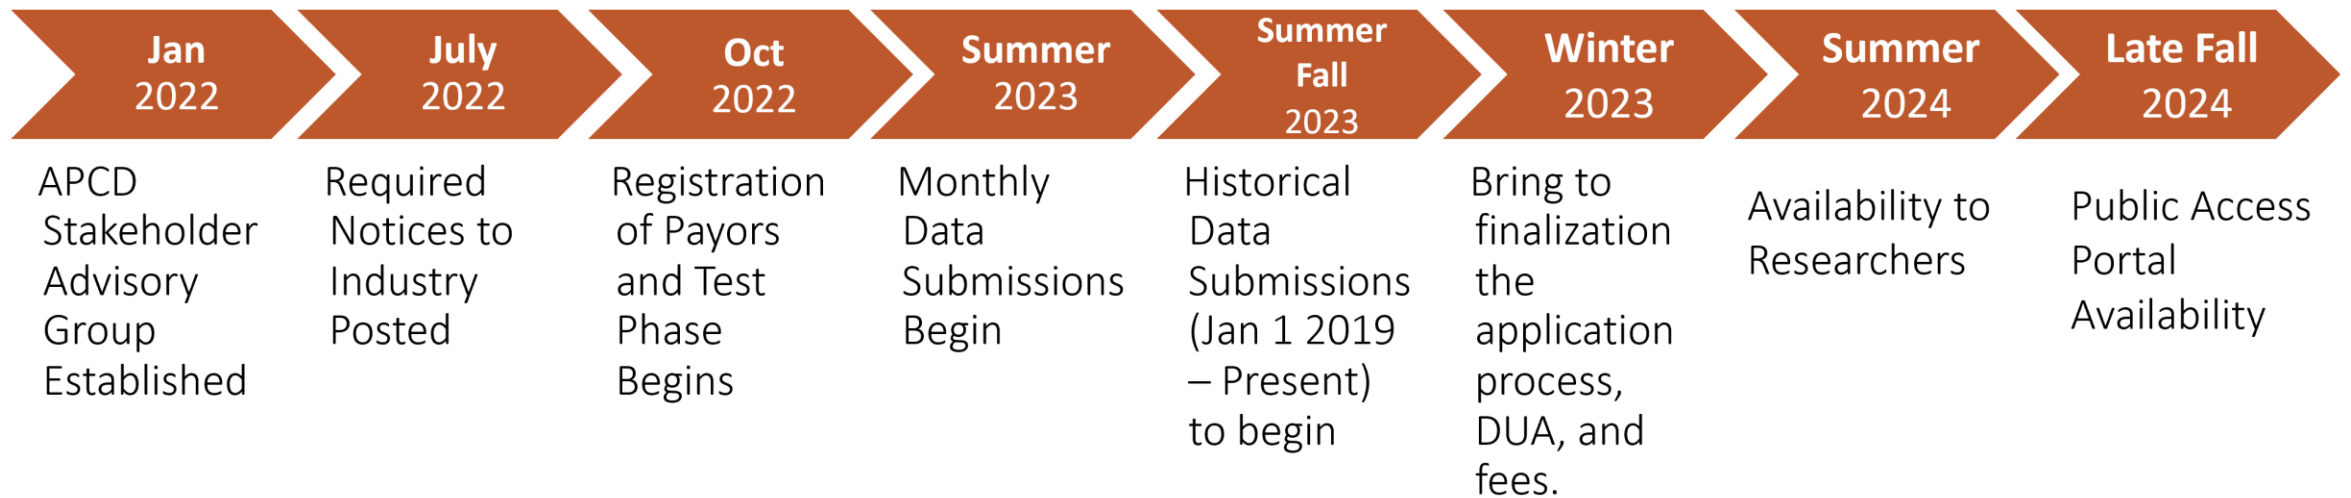 Jan
2022
July
2022
Oct
2022
Summer
2023
Summer
Fall
2023
Winter
2023
Summer
2024
Late Fall
2024
APCD
Stakeholder
Advisory
Group
Established
Required
Notices to
Industry
Posted
Registration
of Payors
and Test
Phase
Begins
Monthly
Data
Submissions
Begin
Historical
Data
Submissions
(Jan 1 2019
– Present)
to begin
Bring to
finalization
the
application
process,
DUA, and
fees.
Availability to
Researchers
Public Access
Portal
Availability